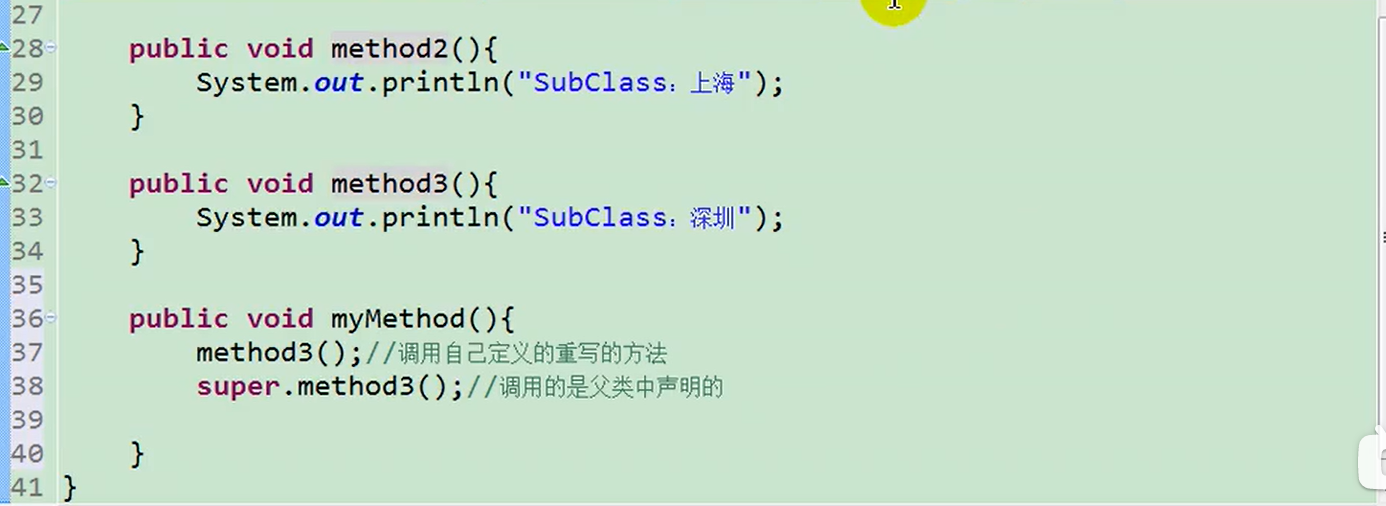 27
28 public void method2(){
29 System.out.println("SubClass：上海");
30 }
31
32 public void method3(){
33 System.out.println("SubClass：深圳");
34 }
35
36 public void myMethod(){
37 method3();//调用自己定义的重写的方法
38 super.method3();//调用的是父类中声明的
39
40 }
41 }